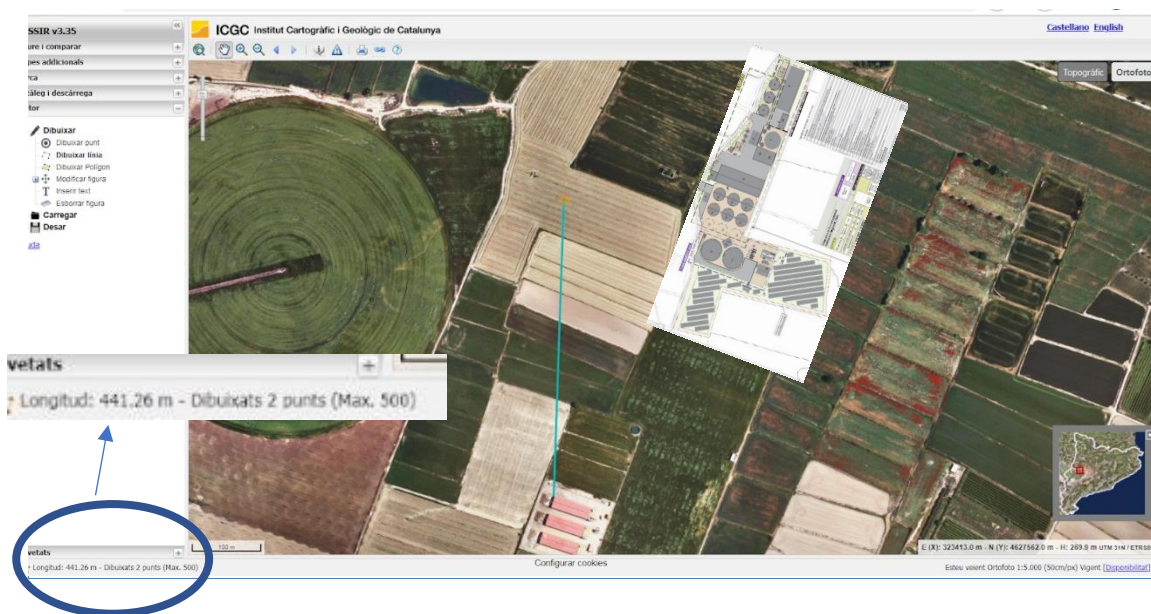 SSIR v3.35
ICGC Institut Cartogràfic i Geològic de Catalunya
Castellano English
ure i comparar
pes addicionals
rca
tàleg i descàrrega
tor
Dibuixar
Dibuixar punt
Dibuixar línia
Dibuixar Polígon
Modificar figura
Inserir text
Esborrar figura
Carregar
Desar
uda
Topogràfic Ortofoto
vetats
Longitud: 441.26 m - Dibuixats 2 punts (Max. 500)
vetats
Longitud: 441.26 m - Dibuixats 2 punts (Max. 500)
100 m
E (X): 323413.0 m - N (Y): 4627562.0 m - H: 269.9 m UTM 31N / ETRS89
Configurar cookies
Esteu veient Ortofoto 1:5.000 (50cm/px) Vigent [Disponibilitat]